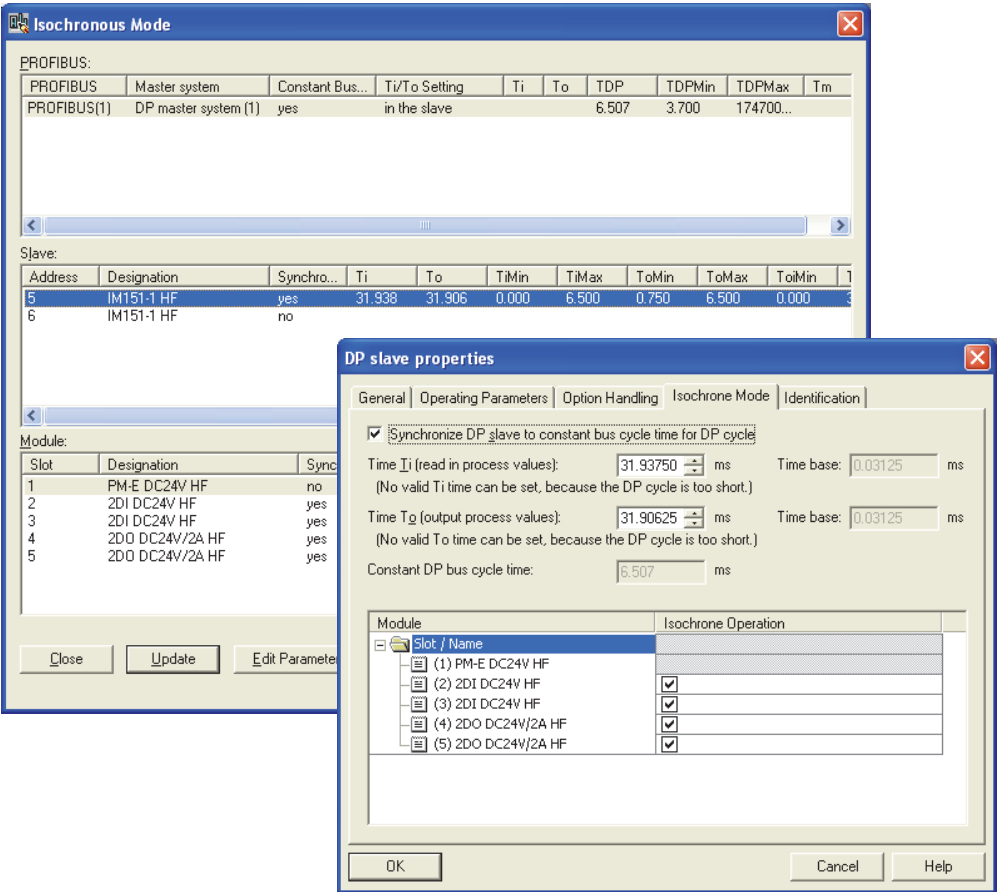 Isochronous Mode
PROFIBUS:
PROFIBUS Master system Constant Bus... Ti/To Setting Ti To TDP TDPMin TDPMax Tm
PROFIBUS(1) DP master system (1) yes in the slave 6.507 3.700 174700...
Slave:
Address Designation Synchro... Ti To TiMin TiMax ToMin ToMax ToiMin
5 IM151-1 HF yes 31.938 31.906 0.000 6.500 0.750 6.500 0.000
6 IM151-1 HF no
Module:
Slot Designation Sync
1 PM-E DC24V HF no
2 2DI DC24V HF yes
3 2DI DC24V HF yes
4 2DO DC24V/2A HF yes
5 2DO DC24V/2A HF yes
Close Update Edit Parameter
DP slave properties
General Operating Parameters Option Handling Isochrone Mode Identification
Synchronize DP slave to constant bus cycle time for DP cycle
Time Ti (read in process values): 31.93750 ms Time base: 0.03125 ms
(No valid Ti time can be set, because the DP cycle is too short.)
Time To (output process values): 31.90625 ms Time base: 0.03125 ms
(No valid To time can be set, because the DP cycle is too short.)
Constant DP bus cycle time: 6.507 ms
Module Isochrone Operation
Slot / Name
(1) PM-E DC24V HF
(2) 2DI DC24V HF
(3) 2DI DC24V HF
(4) 2DO DC24V/2A HF
(5) 2DO DC24V/2A HF
OK Cancel Help